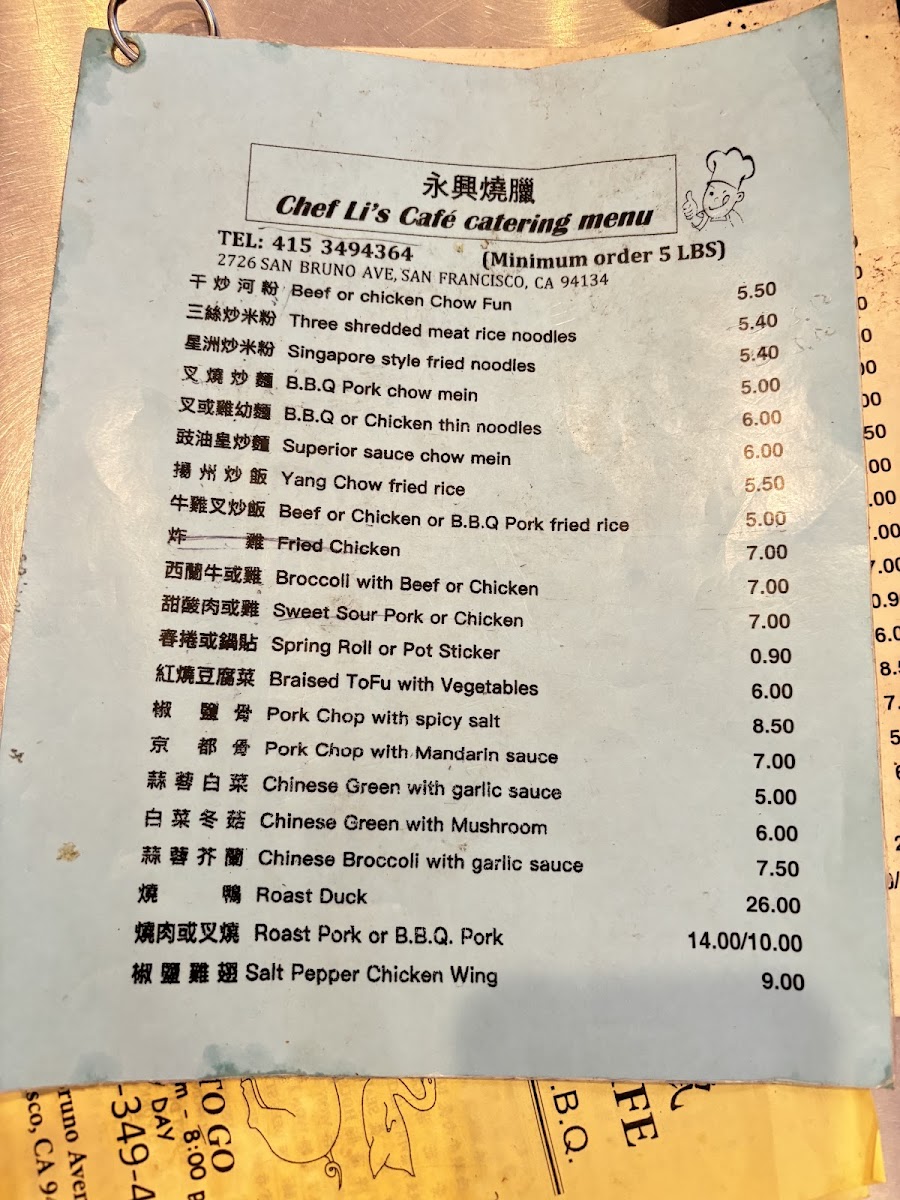 永興燒臘
Chef Li's Café catering menu
TEL: 415 3494364 (Minimum order 5 LBS)
2726 SAN BRUNO AVE, SAN FRANCISCO, CA 94134
干炒河粉 Beef or chicken Chow Fun 5.50
三絲炒米粉 Three shredded meat rice noodles 5.40
星洲炒米粉 Singapore style fried noodles 5.40
叉燒炒麵 B.B.Q Pork chow mein 5.00
叉或雞幼麵 B.B.Q or Chicken thin noodles 6.00
豉油皇炒麵 Superior sauce chow mein 6.00
揚州炒飯 Yang Chow fried rice 5.50
牛雞叉炒飯 Beef or Chicken or B.B.Q Pork fried rice 5.00
炸雞 Fried Chicken 7.00
西蘭牛或雞 Broccoli with Beef or Chicken 7.00
甜酸肉或雞 Sweet Sour Pork or Chicken 7.00
春捲或鍋貼 Spring Roll or Pot Sticker 0.90
紅燒豆腐菜 Braised ToFu with Vegetables 6.00
椒鹽骨 Pork Chop with spicy salt 8.50
京都骨 Pork Chop with Mandarin sauce 7.00
蒜蓉白菜 Chinese Green with garlic sauce 5.00
白菜冬菇 Chinese Green with Mushroom 6.00
蒜蓉芥蘭 Chinese Broccoli with garlic sauce 7.50
燒鴨 Roast Duck 26.00
燒肉或叉燒 Roast Pork or B.B.Q. Pork 14.00/10.00
椒鹽雞翅 Salt Pepper Chicken Wing 9.00
TO GO
m - 8:00 P
DAY
-349-4
runo Aven
sco, CA 9
FE
.B.Q.